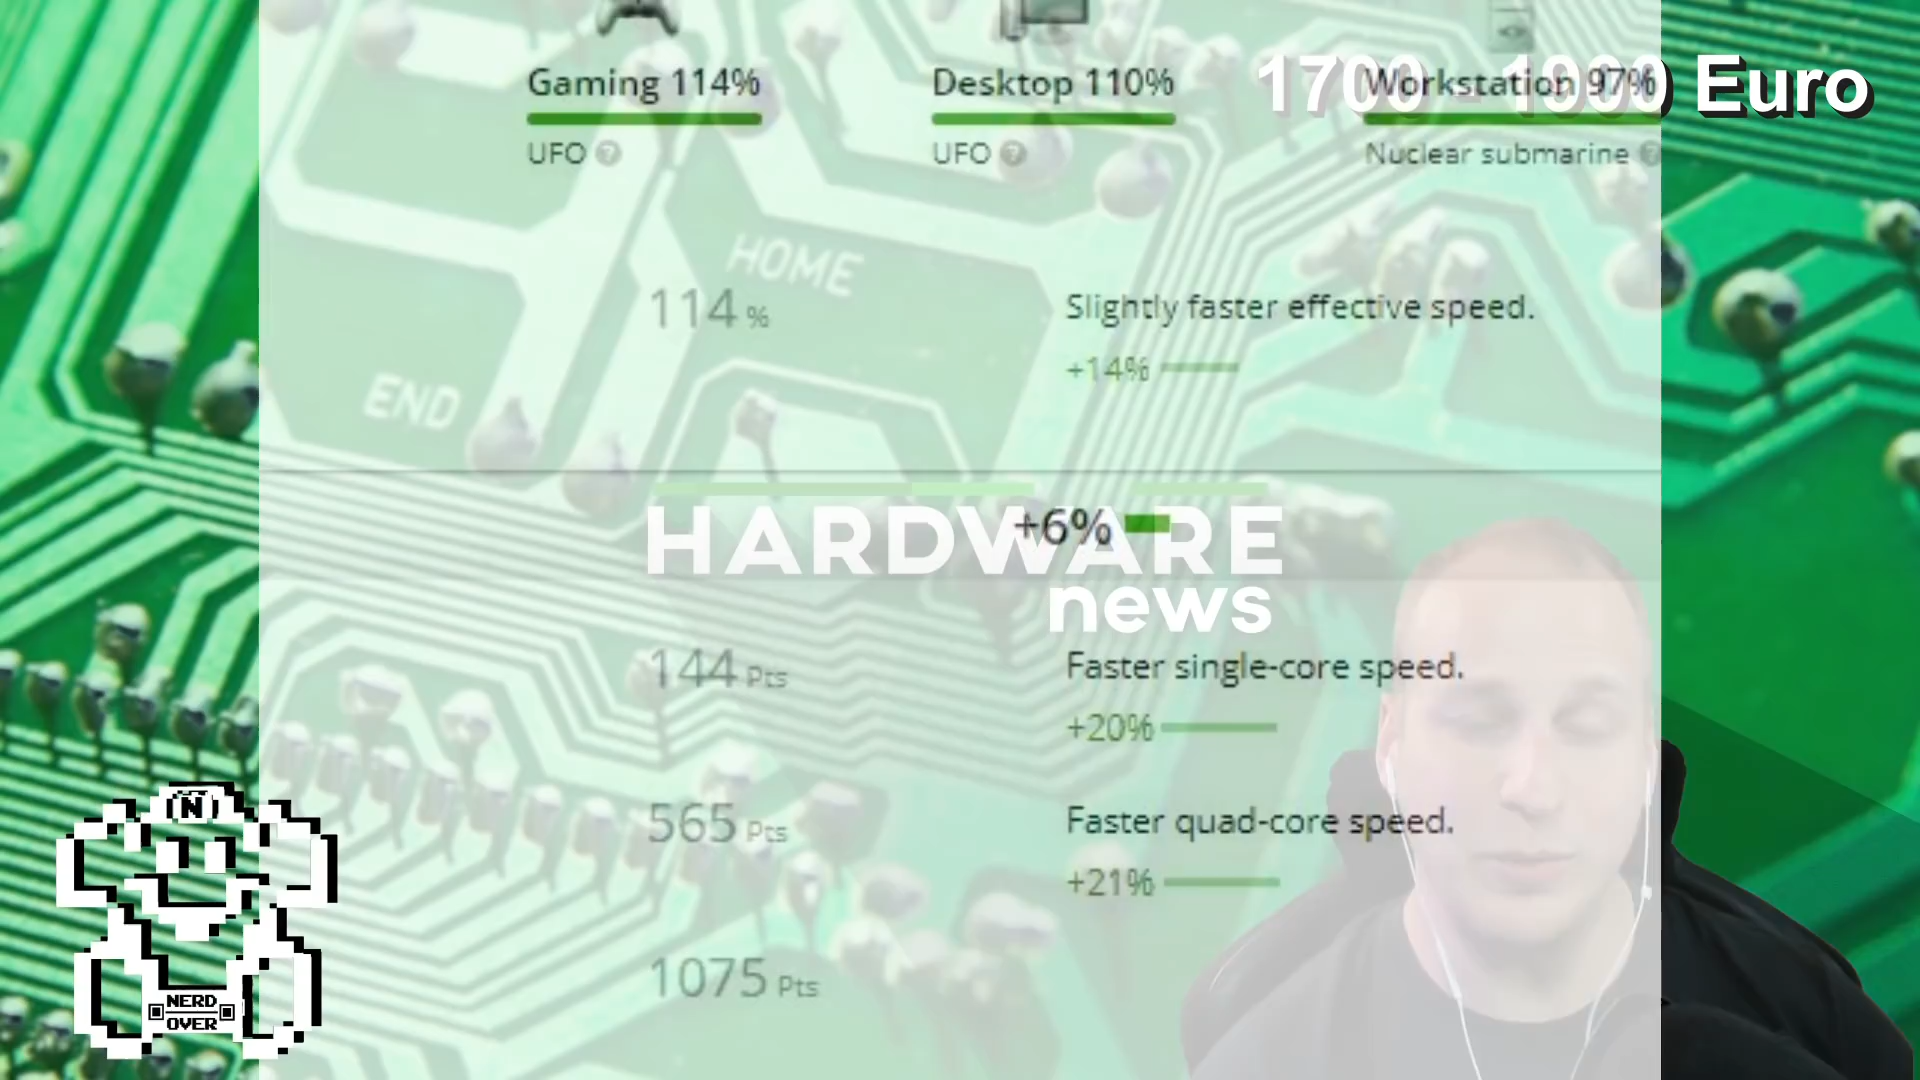 1700 - 1900 Euro
Gaming 114%
Desktop 110%
Workstation 97%
UFO
UFO
Nuclear submarine
HOME
114 %
Slightly faster effective speed.
+14%
END
+6%
HARDWARE
news
144 Pts
Faster single-core speed.
+20%
565 Pts
Faster quad-core speed.
+21%
1075 Pts
N
NERD
OVER